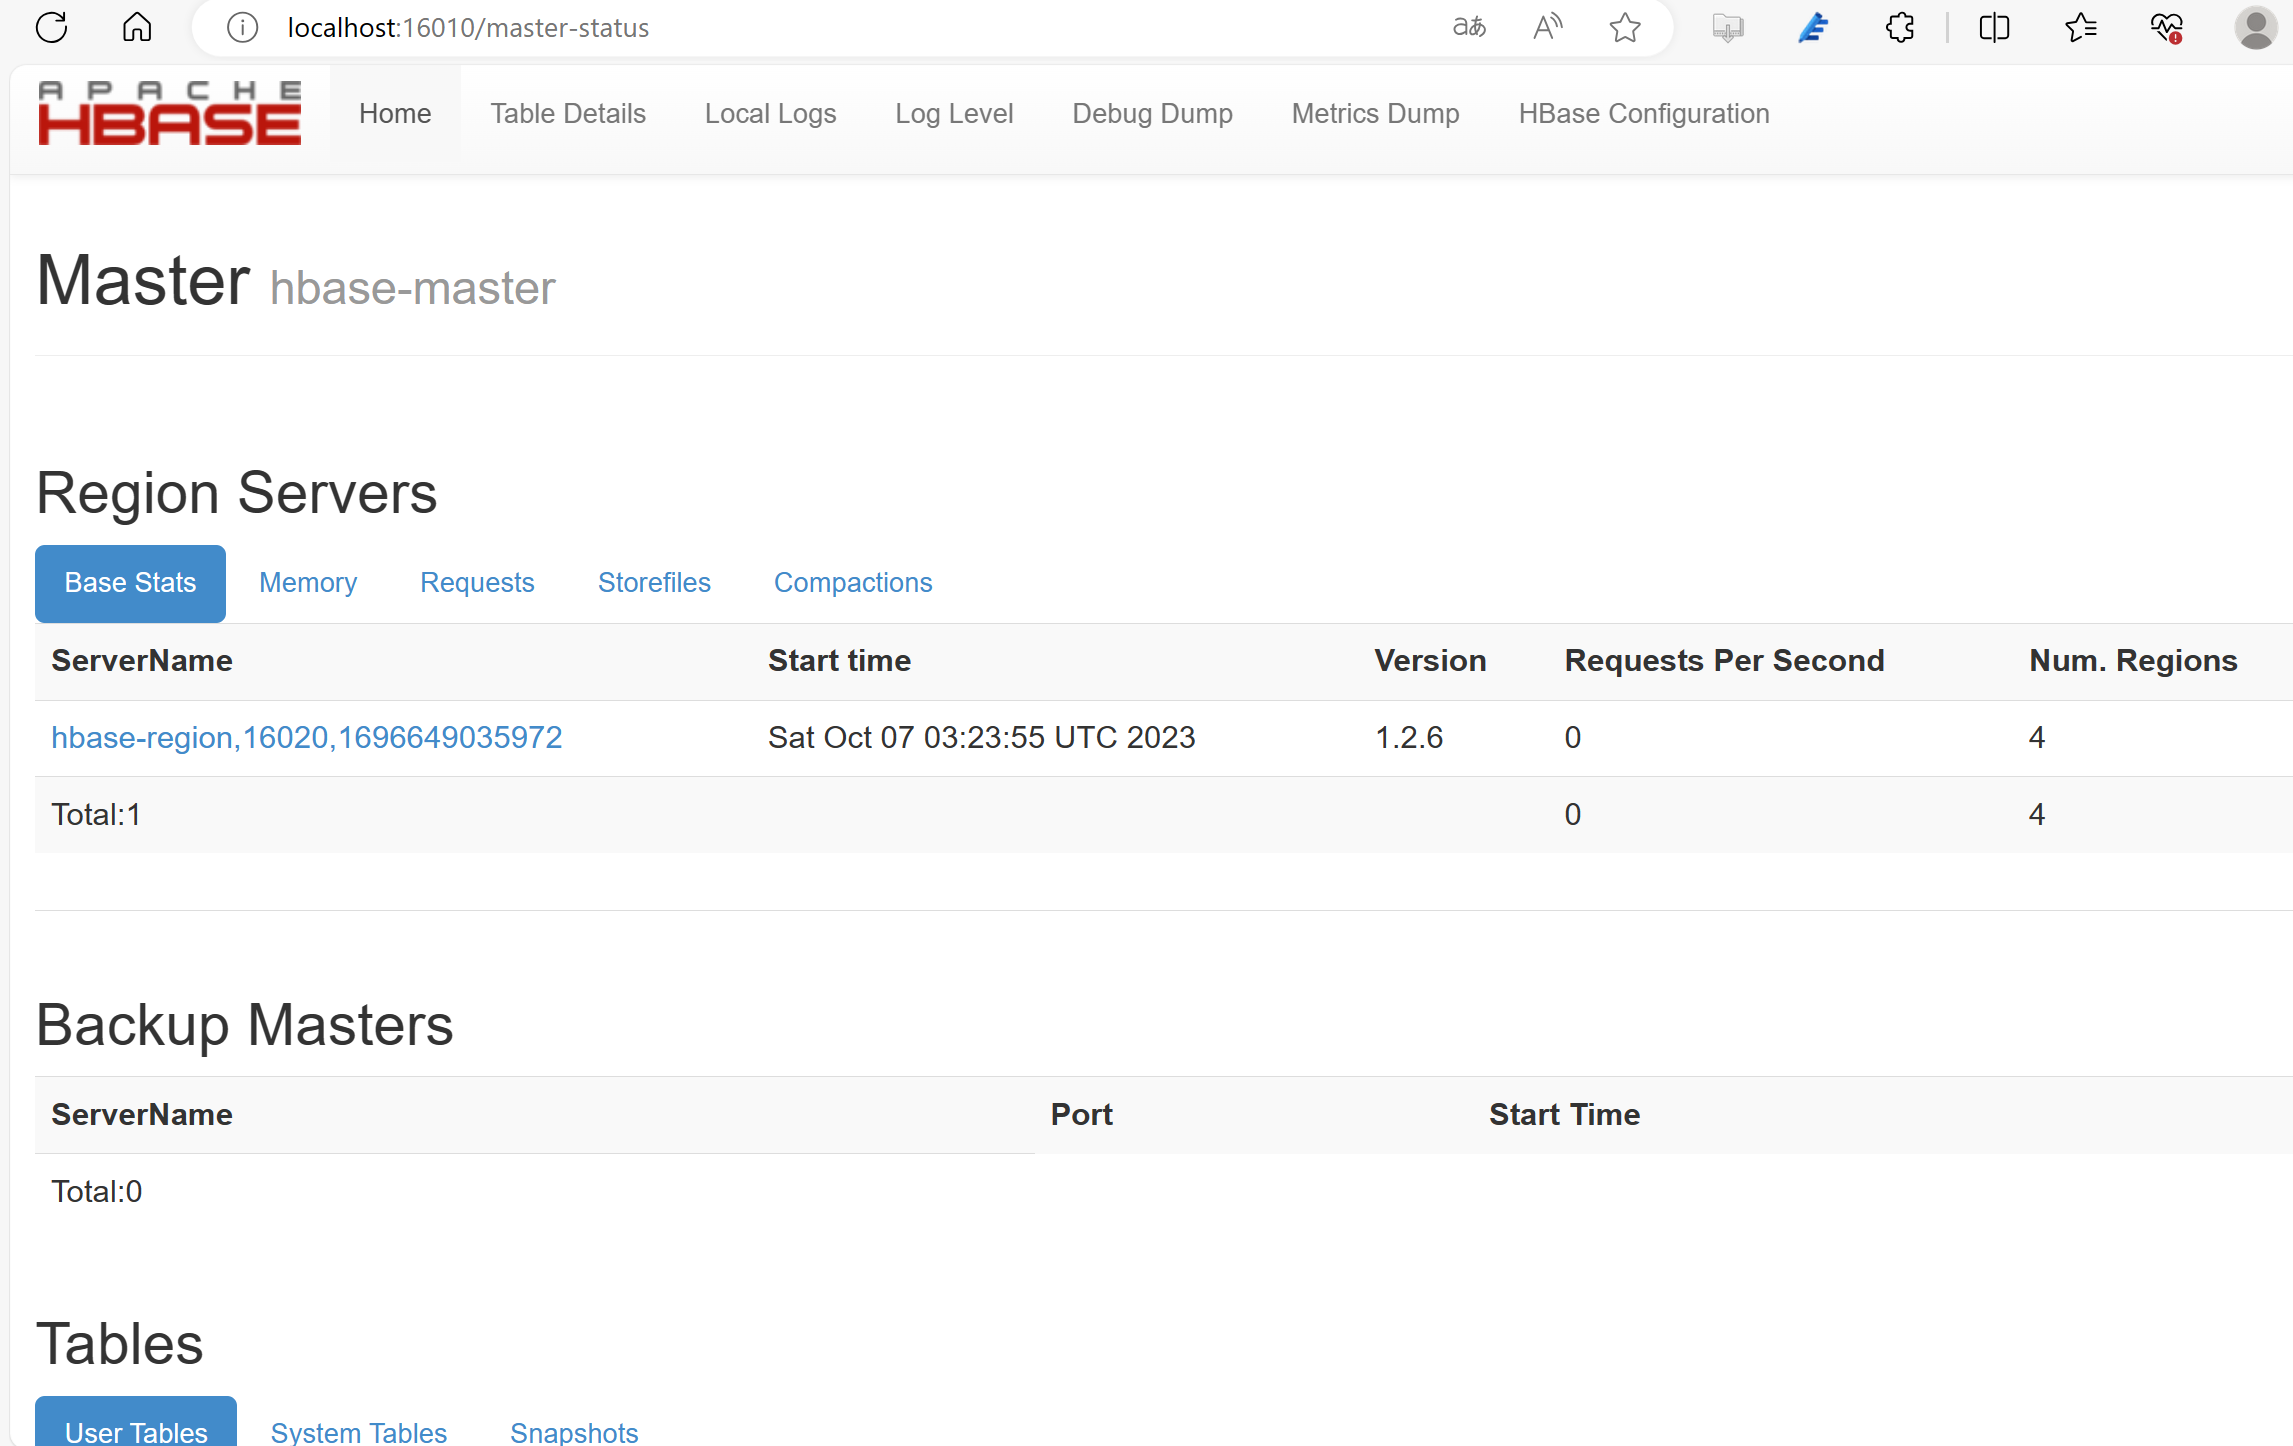 localhost:16010/master-status
aあ
A
APACHE
HBASE
Home Table Details Local Logs Log Level Debug Dump Metrics Dump HBase Configuration
Master hbase-master
Region Servers
Base Stats Memory Requests Storefiles Compactions
ServerName Start time Version Requests Per Second Num. Regions
hbase-region,16020,1696649035972 Sat Oct 07 03:23:55 UTC 2023 1.2.6 0 4
Total:1 0 4
Backup Masters
ServerName Port Start Time
Total:0
Tables
User Tables System Tables Snapshots